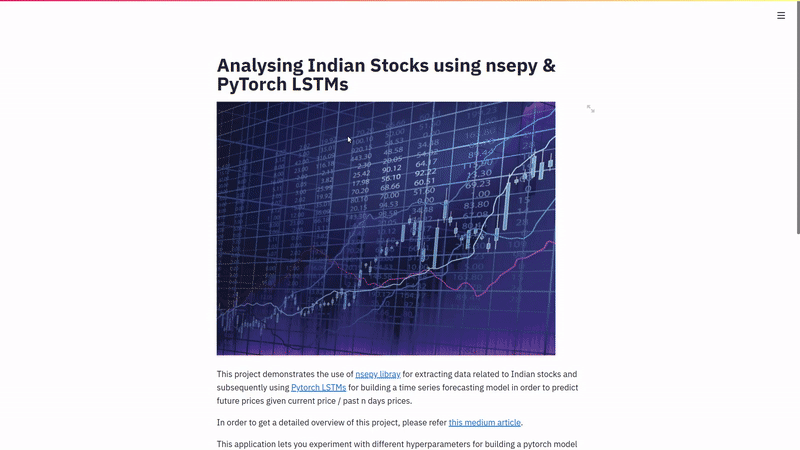 Analysing Indian Stocks using nsepy &
PyTorch LSTMs
This project demonstrates the use of nsepy libray for extracting data related to Indian stocks and
subsequently using Pytorch LSTMs for building a time series forecasting model in order to predict
future prices given current price / past n days prices.
In order to get a detailed overview of this project, please refer this medium article.
This application lets you experiment with different hyperparameters for building a pytorch model